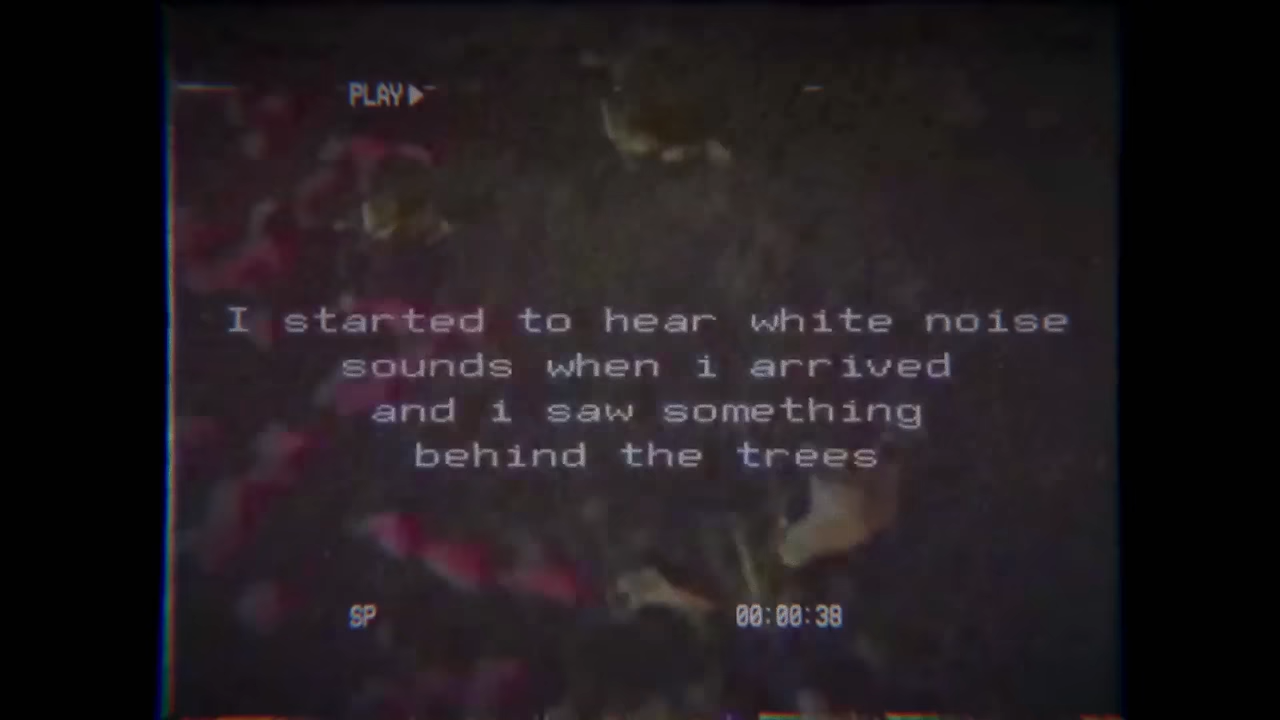 PLAY
I started to hear white noise
sounds when i arrived
and i saw something
behind the trees
SP
00:00:38